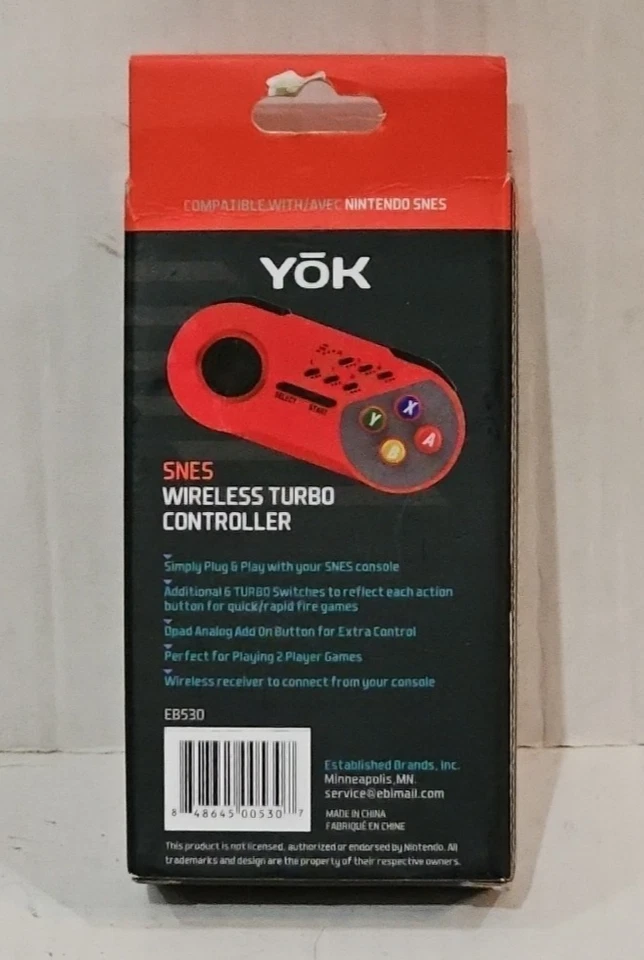 COMPATIBLE WITH/AVEC NINTENDO SNES
YŌK
SELECT START
X
Y
A
B
SNES
WIRELESS TURBO
CONTROLLER
Simply Plug & Play with your SNES console
Additional 6 TURBO Switches to reflect each action
button for quick/rapid fire games
Dpad Analog Add On Button for Extra Control
Perfect for Playing 2 Player Games
Wireless receiver to connect from your console
EB530
8 48645 00530 7
Established Brands, Inc.
Minneapolis, MN.
service@ebimail.com
MADE IN CHINA
FABRIQUÉ EN CHINE
This product is not licensed, authorized or endorsed by Nintendo. All
trademarks and design are the property of their respective owners.